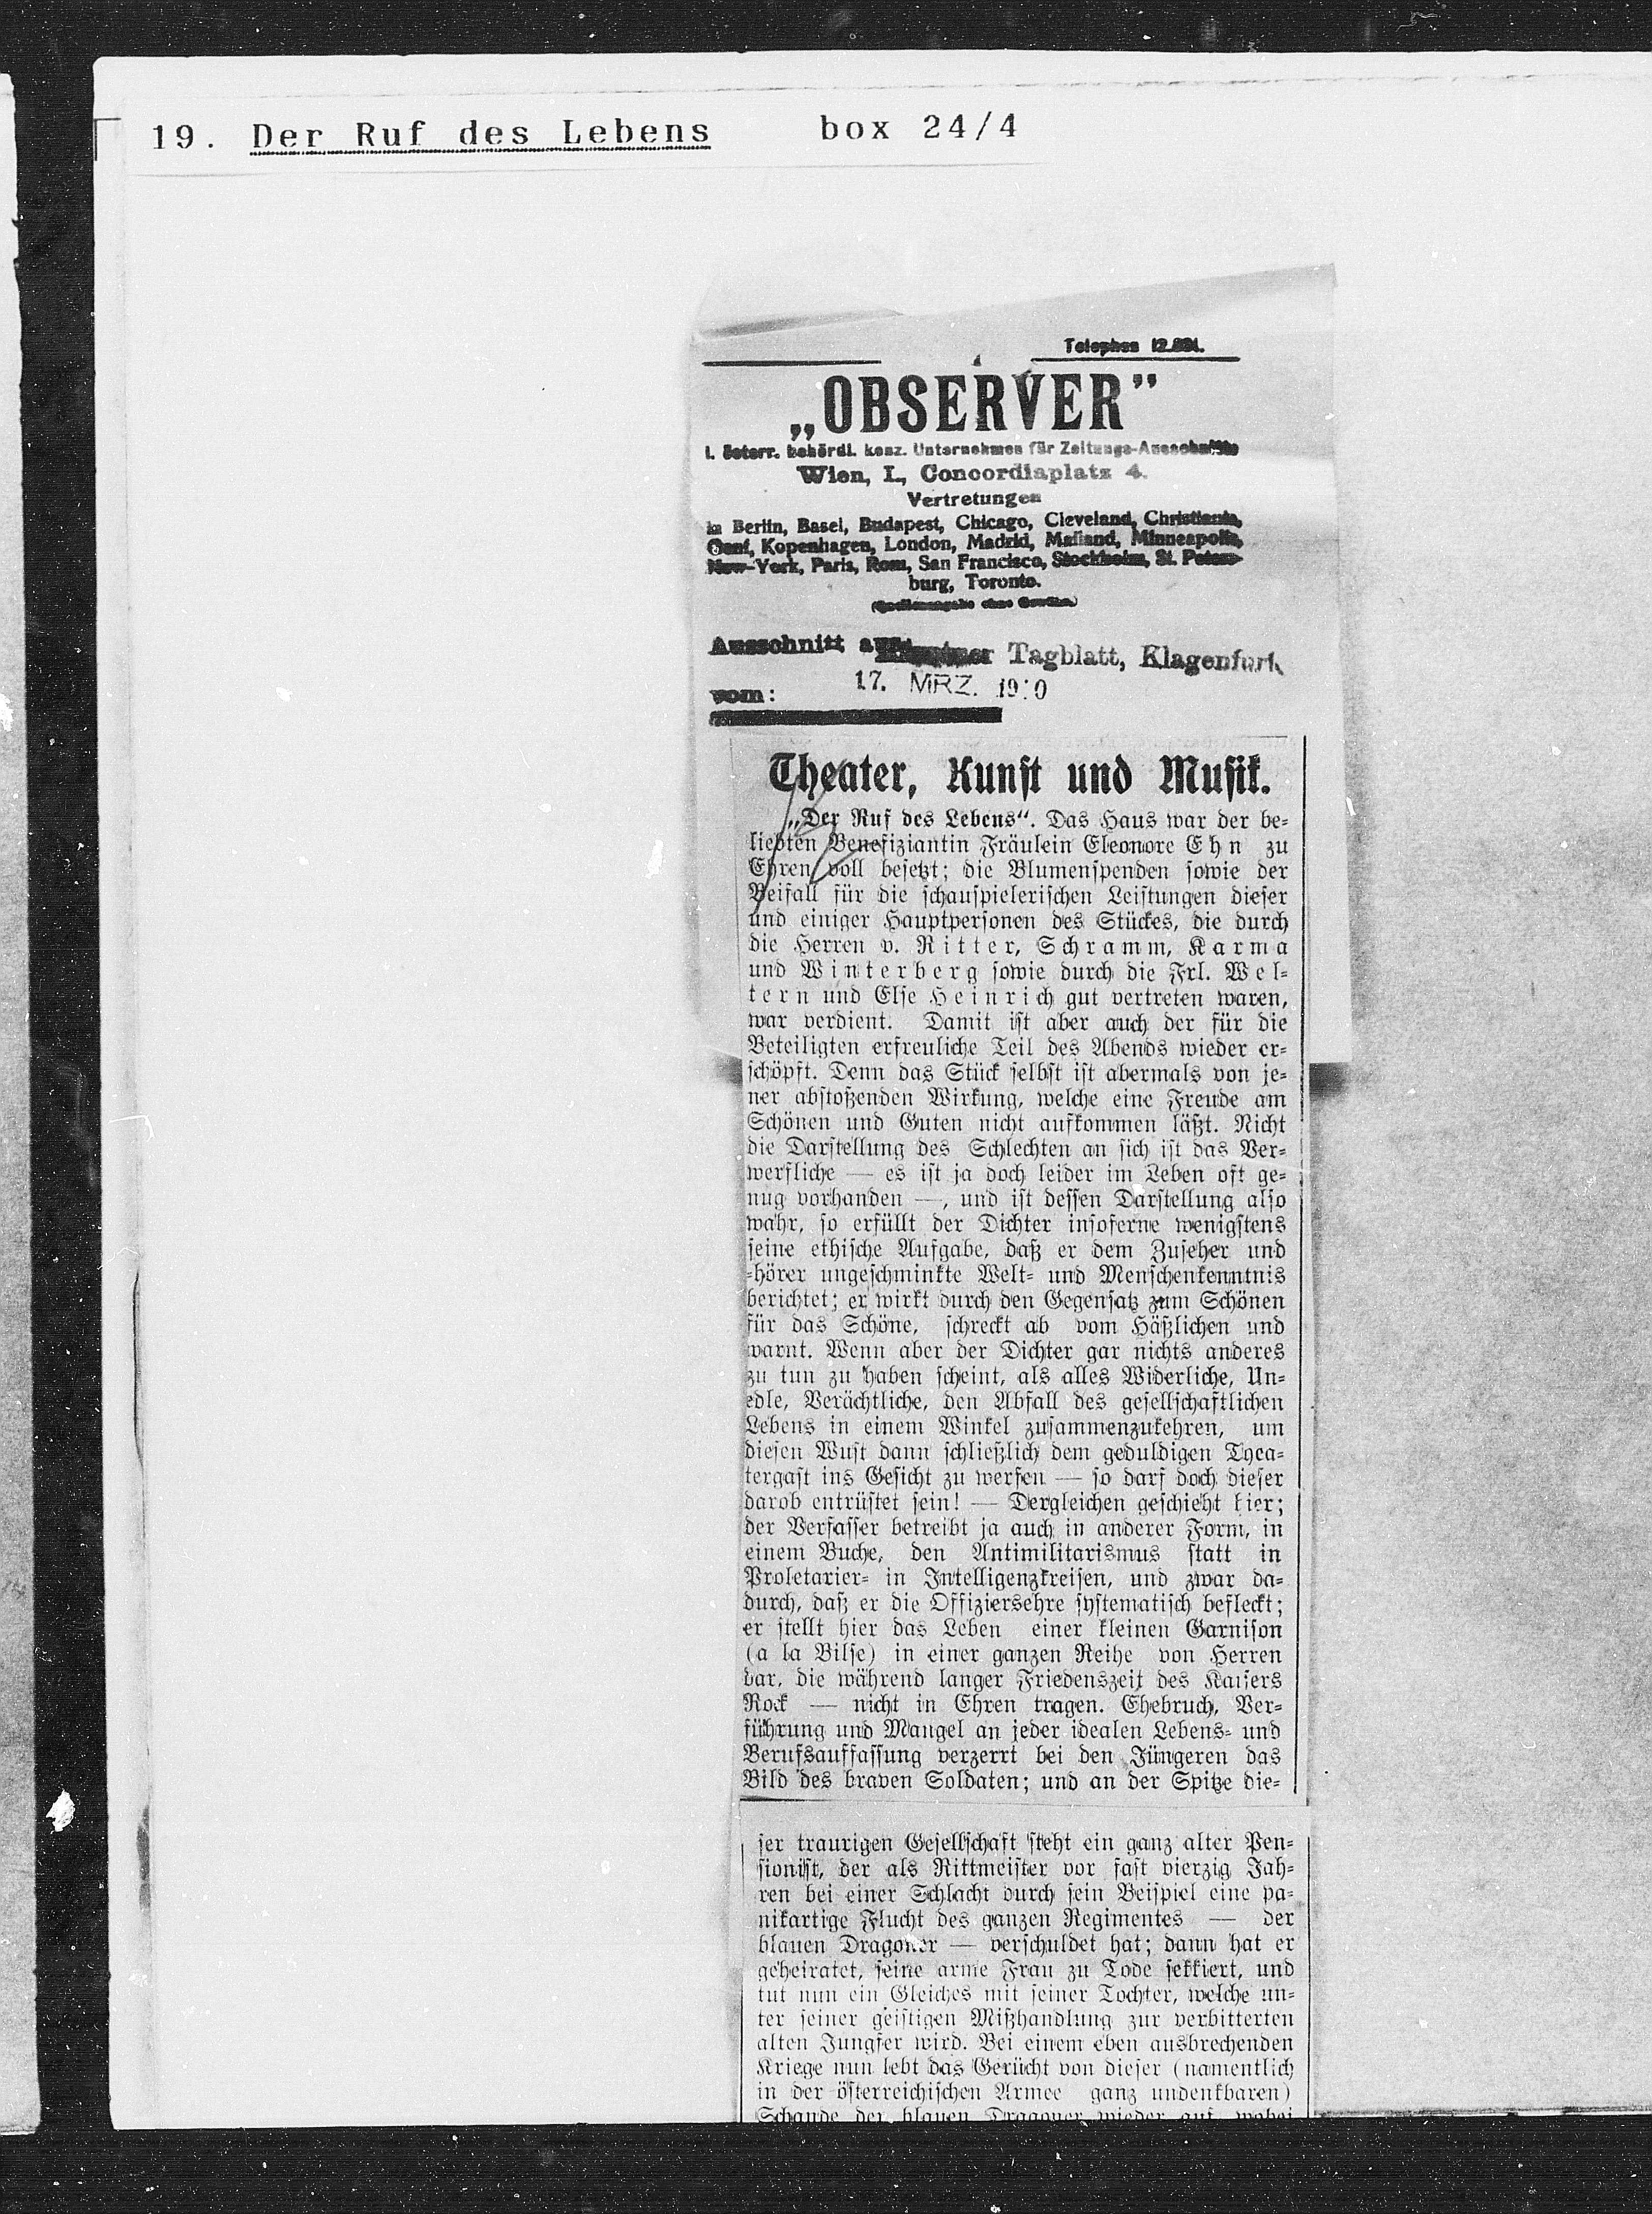 19. Der Ruf des Lebens box 24/4
Telephon
„OBSERVER”
I. österr. behördl. konz. Unternehmen für Zeitungs-Ausschnitte
Wien, I., Concordiaplatz 4.
Vertretungen
in Berlin, Basel, Budapest, Chicago, Cleveland, Christiania,
Genf, Kopenhagen, London, Madrid, Mailand, Minneapolis,
New-York, Paris, Rom, San Francisco, Stockholm, St. Peters-
burg, Toronto.
(Quellenangabe ohne Gewähr.)
Ausschnitt aus: Tagblatt, Klagenfurt
vom: 17. MRZ.
Theater, Kunst und Musik.
„Der Ruf des Lebens“. Das Haus war der be-
liebten Benefiziantin Fräulein Eleonore Ehn zu
Ehren voll besetzt; die Blumenspenden sowie der
Beifall für die schauspielerischen Leistungen dieser
und einiger Hauptpersonen des Stückes, die durch
die Herren v. Ritter, Schramm, Karma
und Winterberg sowie durch die Frl. Wel-
tern und Else Heinrich gut vertreten waren,
war verdient. Damit ist aber auch der für die
Beteiligten erfreuliche Teil des Abends wieder er-
schöpft. Denn das Stück selbst ist abermals von je-
ner abstoßenden Wirkung, welche eine Freude am
Schönen und Guten nicht aufkommen läßt. Nicht
die Darstellung des Schlechten an sich ist das Ver-
werfliche — es ist ja doch leider im Leben oft ge-
nug vorhanden —, und ist dessen Darstellung also
wahr, so erfüllt der Dichter insoferne wenigstens
seine ethische Aufgabe, daß er dem Zuseher und
-hörer ungeschminkte Welt- und Menschenkenntnis
berichtet; er wirkt durch den Gegensatz zum Schönen
für das Schöne, schreckt ab vom Häßlichen und
warnt. Wenn aber der Dichter gar nichts anderes
zu tun zu haben scheint, als alles Widerliche, Un-
edle, Verächtliche, den Abfall des gesellschaftlichen
Lebens in einem Winkel zusammenzukehren, um
diesen Wust dann schließlich dem geduldigen Thea-
tergast ins Gesicht zu werfen — so darf doch dieser
darob entrüstet sein! — Dergleichen geschieht hier;
der Verfasser betreibt ja auch in anderer Form, in
einem Buche, den Antimilitarismus statt in
Proletarier- in Intelligenzkreisen, und zwar da-
durch, daß er die Offiziersehre systematisch befleckt;
er stellt hier das Leben einer kleinen Garnison
(a la Bilse) in einer ganzen Reihe von Herren
dar, die während langer Friedenszeit des Kaisers
Rock — nicht in Ehren tragen. Ehebruch, Ver-
führung und Mangel an jeder idealen Lebens- und
Berufsauffassung verzerrt bei den Jüngeren das
Bild des braven Soldaten; und an der Spitze die-
ser traurigen Gesellschaft steht ein ganz alter Pen-
sionist, der als Rittmeister vor fast vierzig Jah-
ren bei einer Schlacht durch sein Beispiel eine pa-
nikartige Flucht des ganzen Regimentes — der
blauen Dragoner — verschuldet hat; dann hat er
geheiratet, seine arme Frau zu Tode sekkiert, und
tut nun ein Gleiches mit seiner Tochter, welche un-
ter seiner geistigen Mißhandlung zur verbitterten
alten Jungfer wird. Bei einem eben ausbrechenden
Kriege nun lebt das Gerücht von dieser (namentlich
in der österreichischen Armee ganz undenkbaren)
Schande der blauen Dragoner wieder auf, wobei